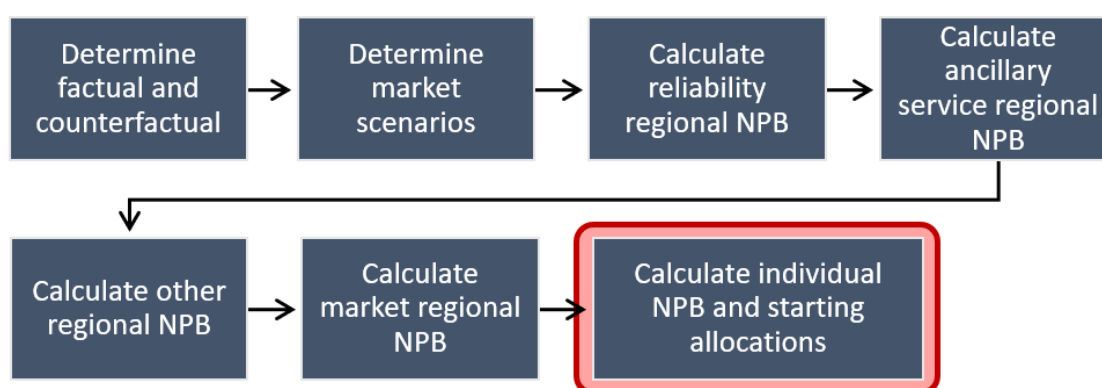 Determine
factual and
counterfactual
Determine
market
scenarios
Calculate
reliability
regional NPB
Calculate
ancillary
service regional
NPB
Calculate other
regional NPB
Calculate
market regional
NPB
Calculate individual
NPB and starting
allocations